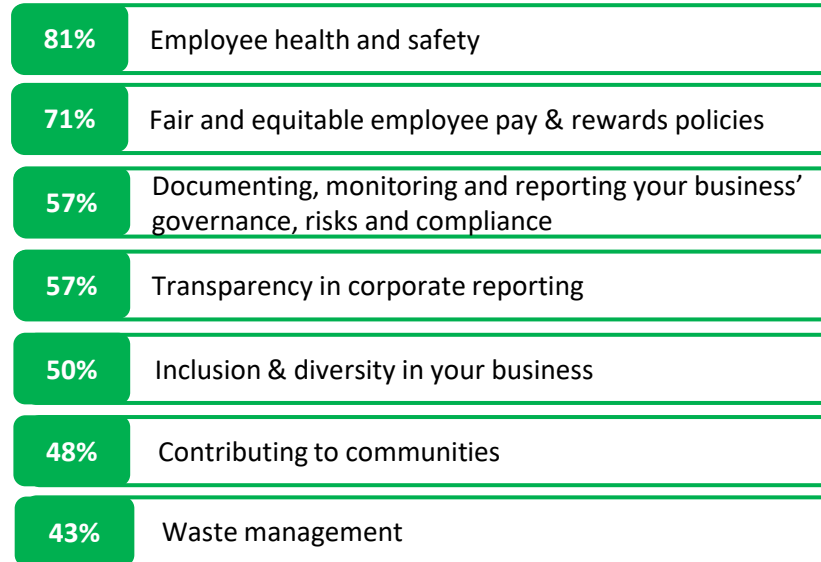 81% Employee health and safety
71% Fair and equitable employee pay & rewards policies
57% Documenting, monitoring and reporting your business’
governance, risks and compliance
57% Transparency in corporate reporting
50% Inclusion & diversity in your business
48% Contributing to communities
43% Waste management